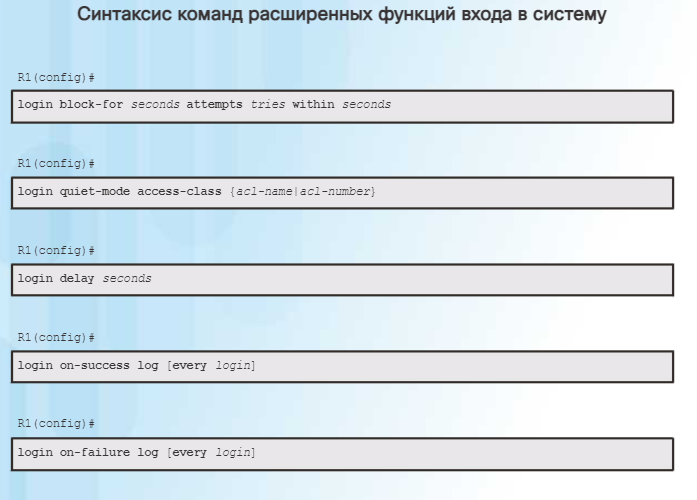 Синтаксис команд расширенных функций входа в систему
R1(config)#
login block-for seconds attempts tries within seconds
R1(config)#
login quiet-mode access-class {acl-name|acl-number}
R1(config)#
login delay seconds
R1(config)#
login on-success log [every login]
R1(config)#
login on-failure log [every login]